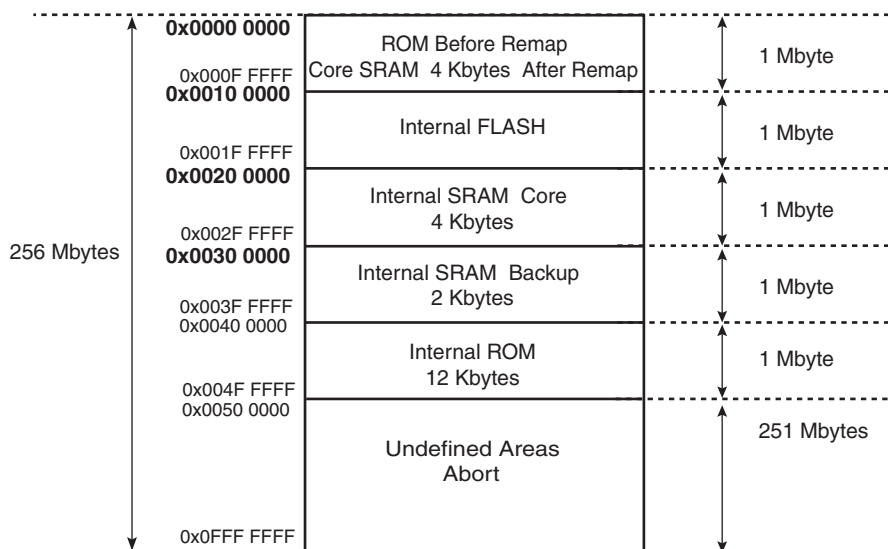 0x0000 0000
ROM Before Remap
Core SRAM 4 Kbytes After Remap
0x000F FFFF
1 Mbyte
0x0010 0000
Internal FLASH
0x001F FFFF
1 Mbyte
0x0020 0000
Internal SRAM Core
4 Kbytes
0x002F FFFF
1 Mbyte
256 Mbytes
0x0030 0000
Internal SRAM Backup
2 Kbytes
0x003F FFFF
1 Mbyte
0x0040 0000
Internal ROM
12 Kbytes
0x004F FFFF
1 Mbyte
0x0050 0000
Undefined Areas
Abort
251 Mbytes
0x0FFF FFFF